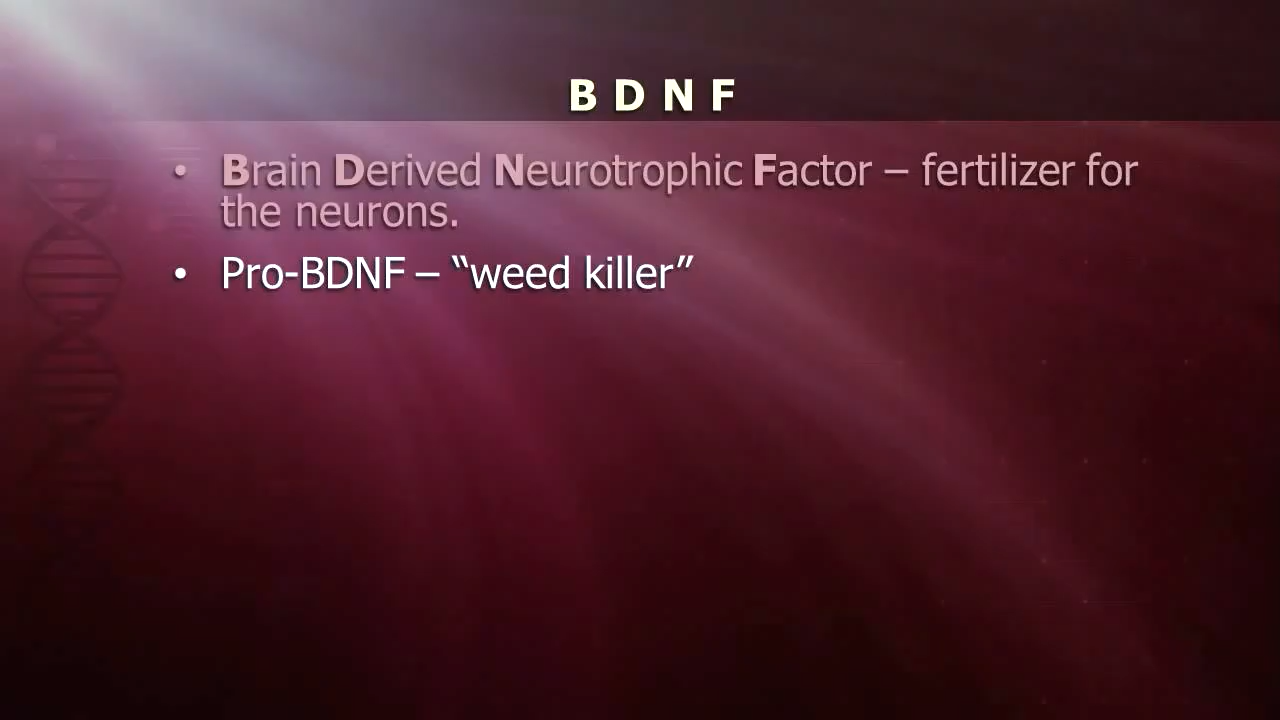 B D N F
• Brain Derived Neurotrophic Factor – fertilizer for
the neurons.
• Pro-BDNF – “weed killer”